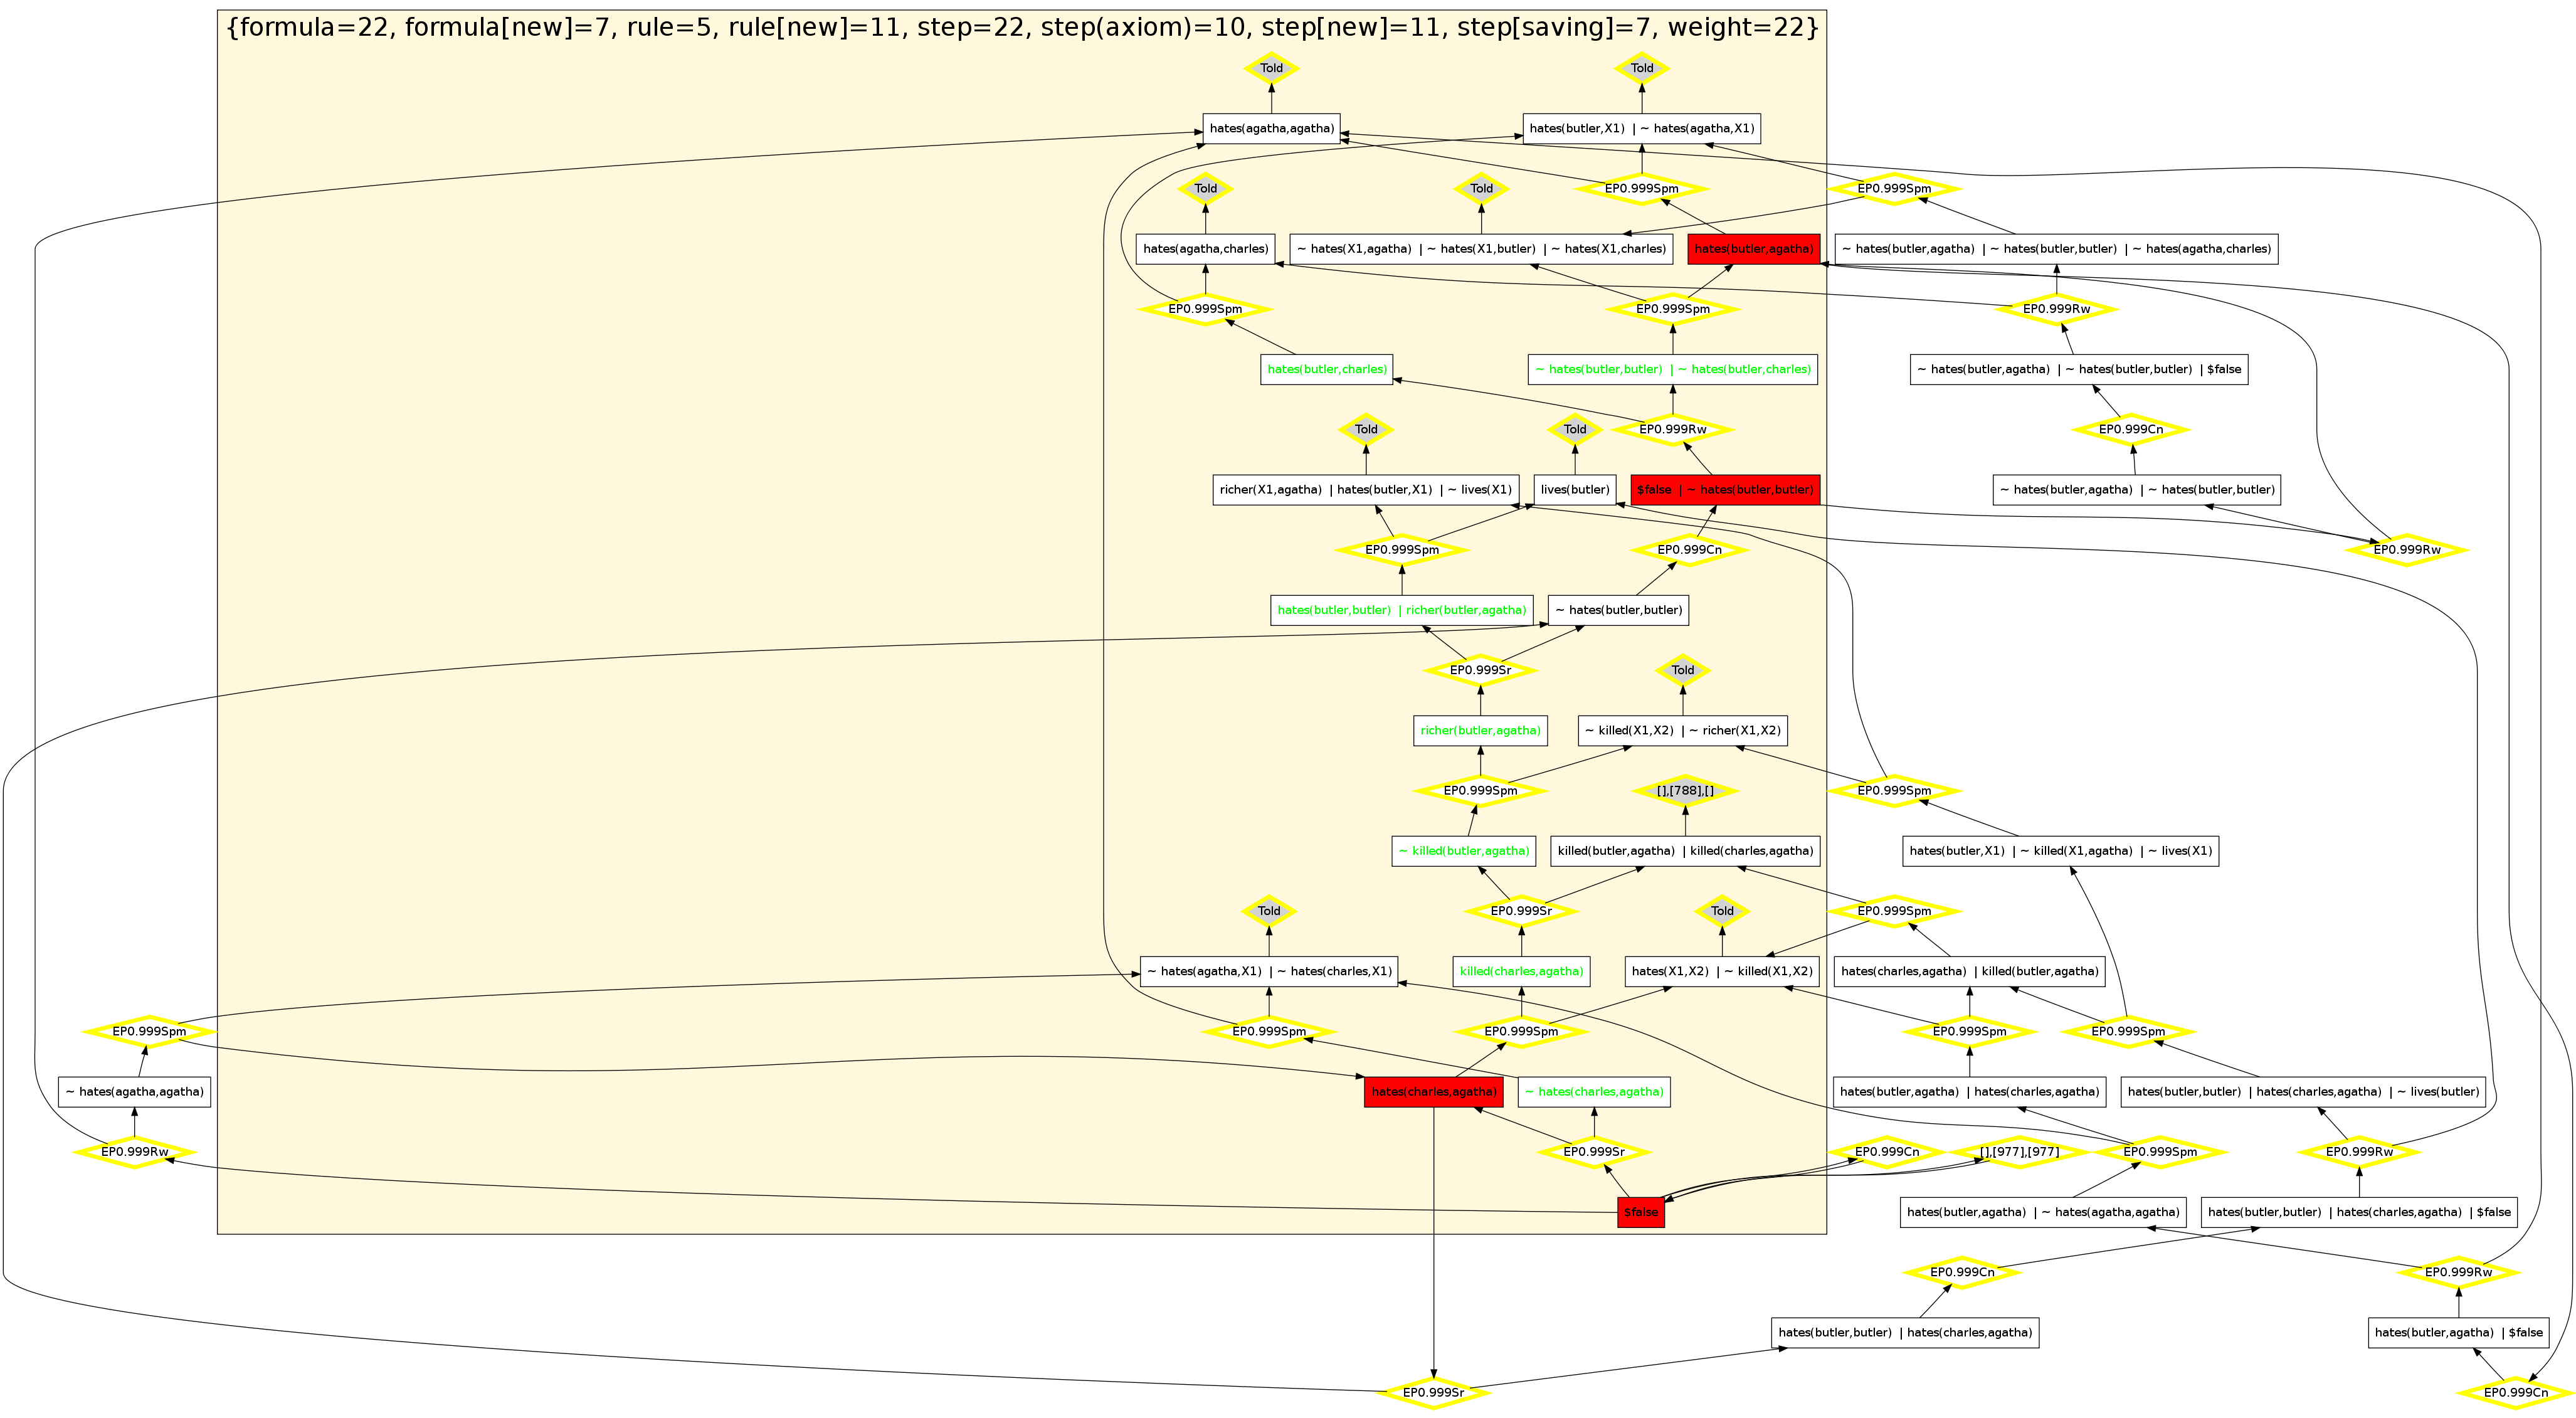 {formula=22, formula[new]=7, rule=5, rule[new]=11, step=22, step(axiom)=10, step[new]=11, step[saving]=7, weight=22}
Told
Told
hates(agatha,agatha)
hates(butler,X1) | ~ hates(agatha,X1)
Told
Told
EP0.999Spm
EP0.999Spm
hates(agatha,charles)
~ hates(X1,agatha) | ~ hates(X1,butler) | ~ hates(X1,charles)
hates(butler,agatha)
~ hates(butler,agatha) | ~ hates(butler,butler) | ~ hates(agatha,charles)
EP0.999Spm
EP0.999Spm
EP0.999Rw
hates(butler,charles)
~ hates(butler,butler) | ~ hates(butler,charles)
~ hates(butler,agatha) | ~ hates(butler,butler) | $false
Told
Told
EP0.999Rw
EP0.999Cn
richer(X1,agatha) | hates(butler,X1) | ~ lives(X1)
lives(butler)
$false | ~ hates(butler,butler)
~ hates(butler,agatha) | ~ hates(butler,butler)
EP0.999Spm
EP0.999Cn
EP0.999Rw
hates(butler,butler) | richer(butler,agatha)
~ hates(butler,butler)
EP0.999Sr
Told
richer(butler,agatha)
~ killed(X1,X2) | ~ richer(X1,X2)
EP0.999Spm
[],[788],[]
EP0.999Spm
~ killed(butler,agatha)
killed(butler,agatha) | killed(charles,agatha)
hates(butler,X1) | ~ killed(X1,agatha) | ~ lives(X1)
Told
EP0.999Sr
Told
EP0.999Spm
~ hates(agatha,X1) | ~ hates(charles,X1)
killed(charles,agatha)
hates(X1,X2) | ~ killed(X1,X2)
hates(charles,agatha) | killed(butler,agatha)
EP0.999Spm
EP0.999Spm
EP0.999Spm
EP0.999Spm
EP0.999Spm
~ hates(agatha,agatha)
hates(charles,agatha)
~ hates(charles,agatha)
hates(butler,agatha) | hates(charles,agatha)
hates(butler,butler) | hates(charles,agatha) | ~ lives(butler)
EP0.999Rw
EP0.999Sr
EP0.999Cn
[],[977],[977]
EP0.999Spm
EP0.999Rw
$false
hates(butler,agatha) | ~ hates(agatha,agatha)
hates(butler,butler) | hates(charles,agatha) | $false
EP0.999Cn
EP0.999Rw
hates(butler,butler) | hates(charles,agatha)
hates(butler,agatha) | $false
EP0.999Sr
EP0.999Cn